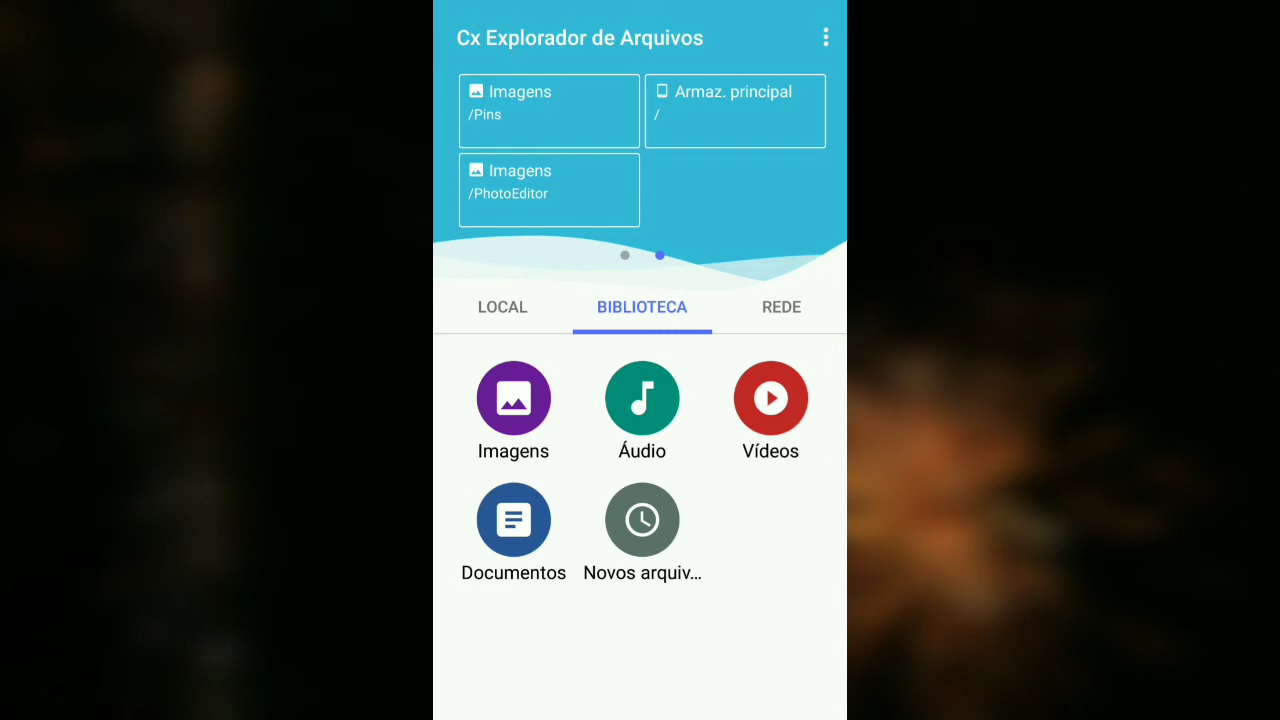 Cx Explorador de Arquivos
Imagens
/Pins
Armaz. principal
/
Imagens
/PhotoEditor
LOCAL
BIBLIOTECA
REDE
Imagens
Áudio
Vídeos
Documentos
Novos arquiv...